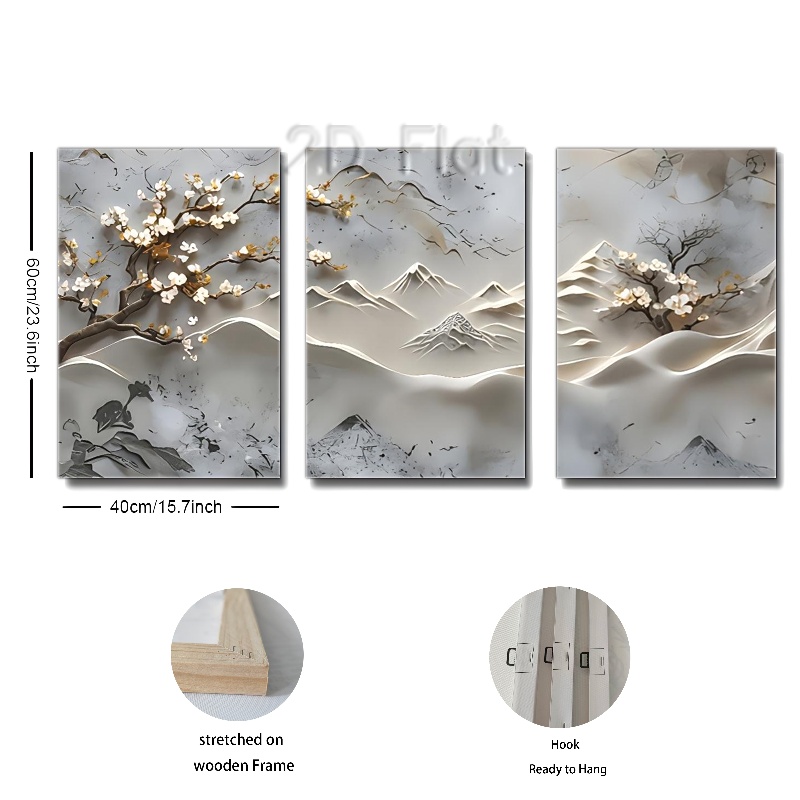 2D Flat
60cm/23.6inch
40cm/15.7inch
stretched on
wooden Frame
Hook
Ready to Hang